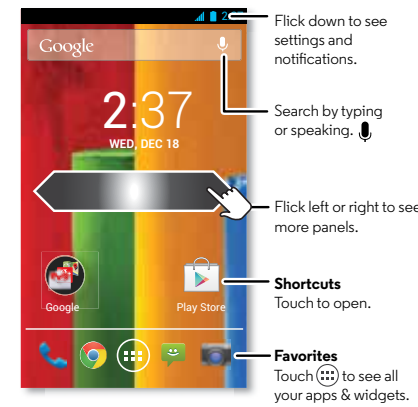 2:37
Flick down to see
settings and
notifications.
Google
Search by typing
or speaking.
2:37
WED, DEC 18
Flick left or right to see
more panels.
Google
Play Store
Shortcuts
Touch to open.
Favorites
Touch to see all
your apps & widgets.